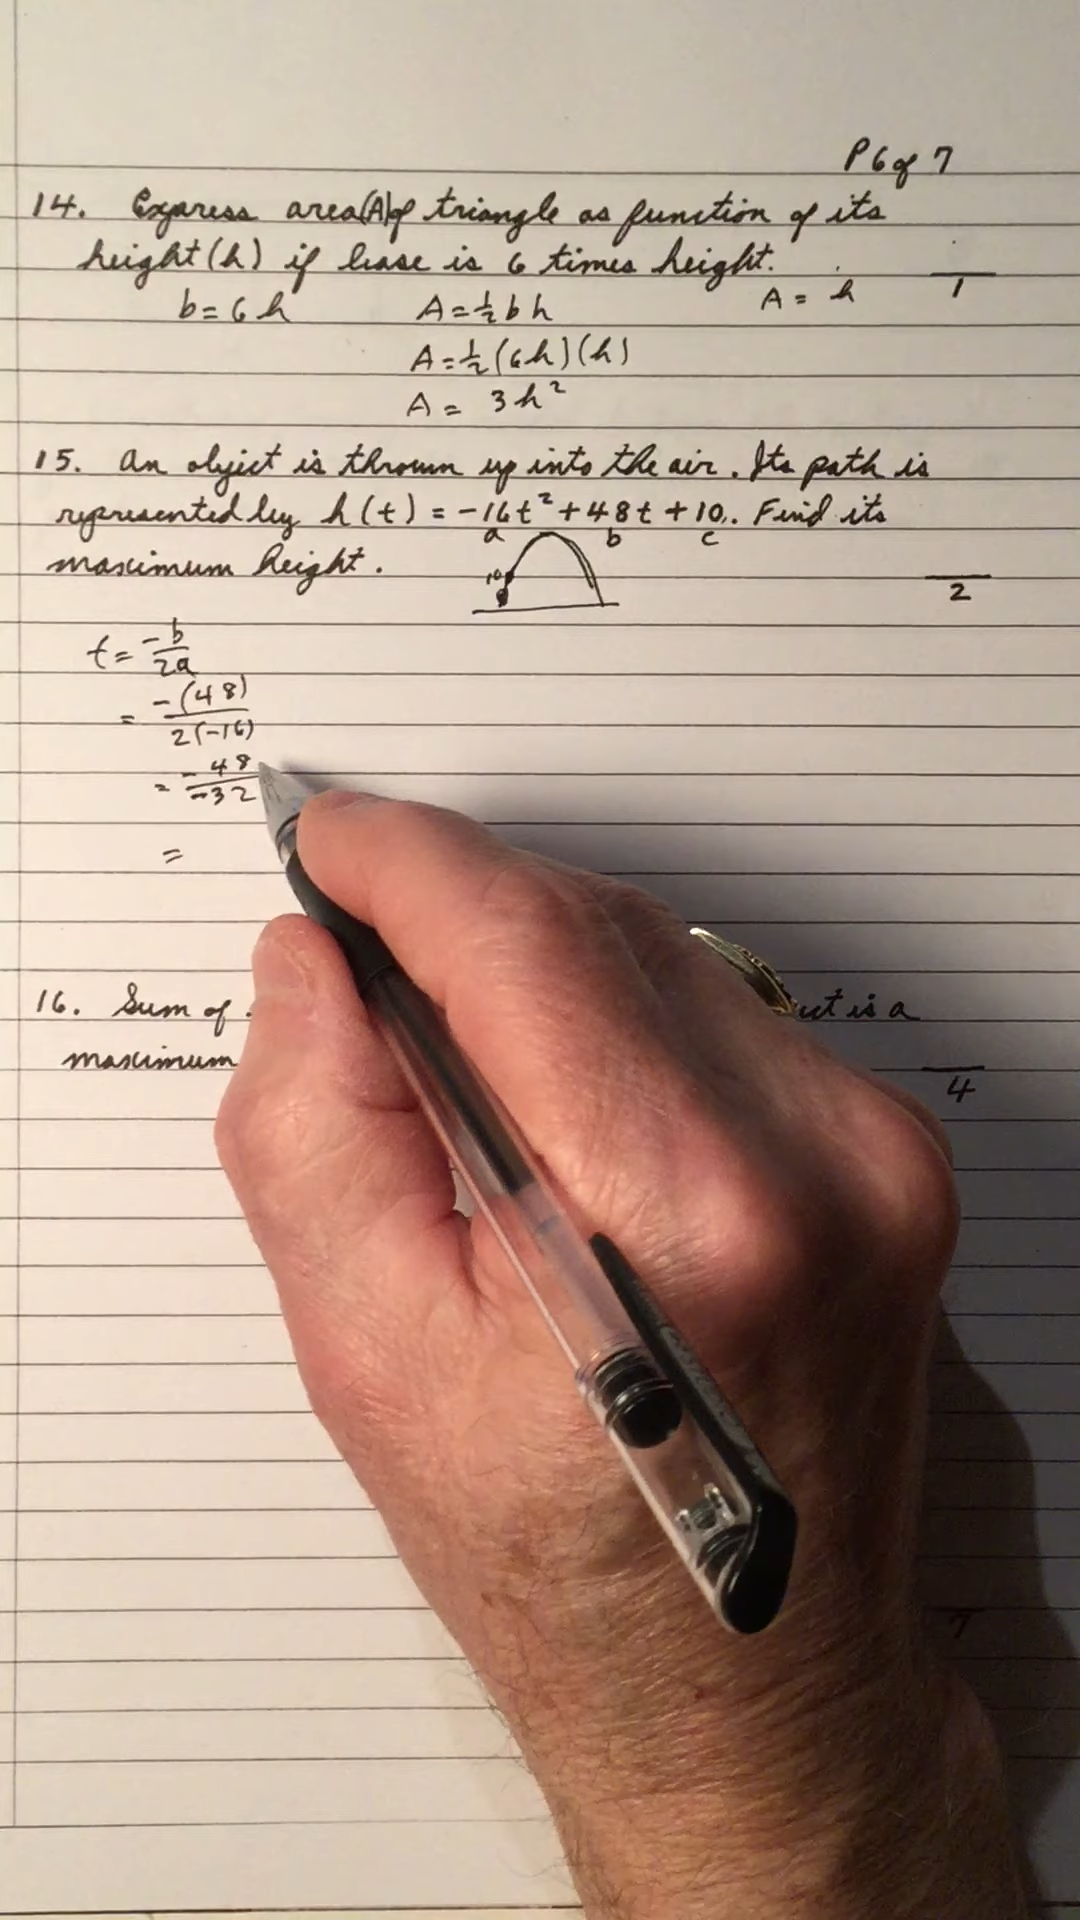 P 6 of 7
14. Express area(A) of triangle as function of its
height (h) if base is 6 times height.
1
b = 6h A = 1/2 b h A = h
A = 1/2 (6h)(h)
A = 3h²
15. An object is thrown up into the air. Its path is
represented by h(t) = -16t² + 48t + 10. Find its
a b c
maximum height.
10
2
t = -b/2a
= -(48)/2(-16)
= -48/-32
=
16. Sum of is a
maximum
4
7